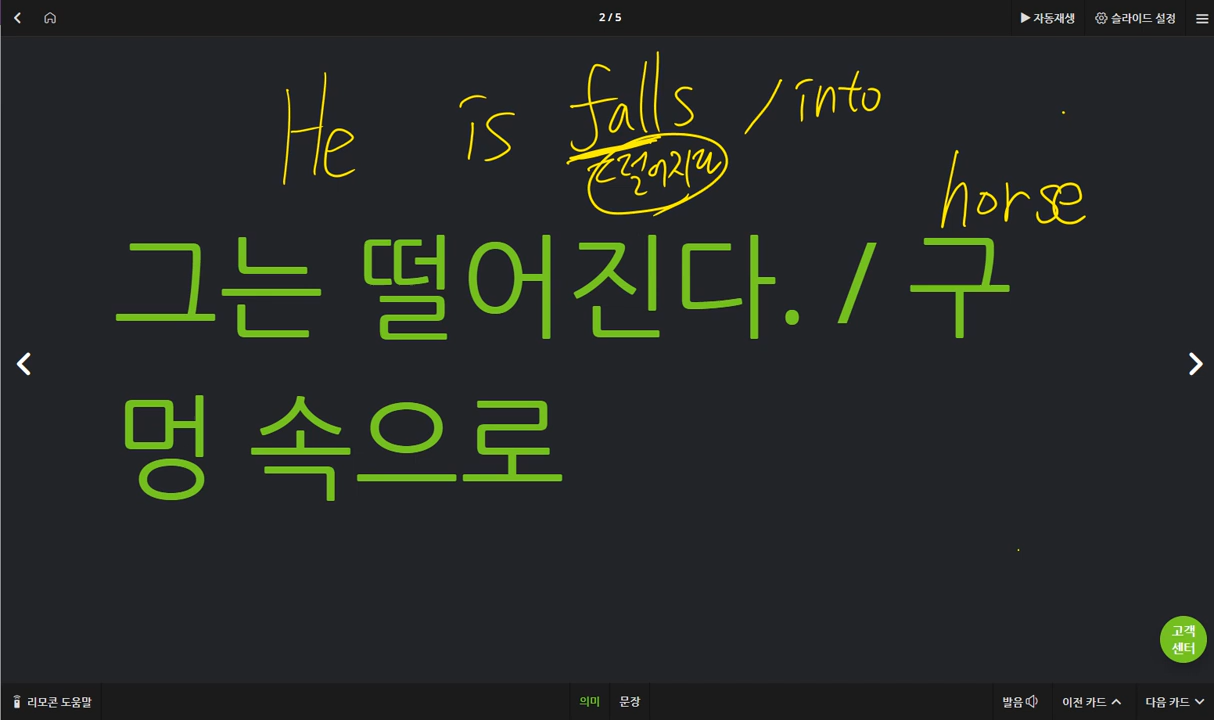 2 / 5
자동재생
슬라이드 설정
He is falls / into
떨어지다
horse
그는 떨어진다. / 구
멍 속으로
고객
센터
리모콘 도움말
의미
문장
발음
이전 카드
다음 카드